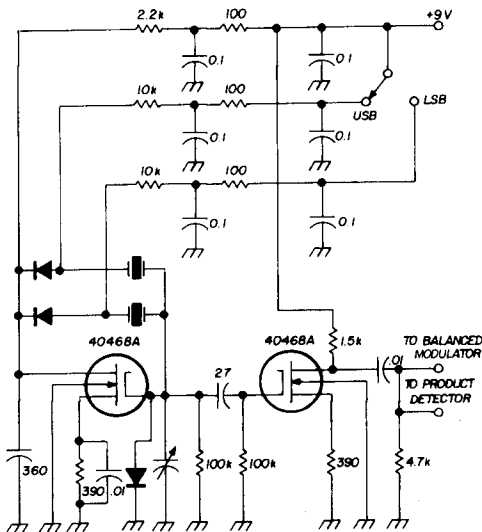 2.2k 100 +9V
0.1 0.1
10k 100 USB LSB
0.1 0.1
10k 100
0.1 0.1
40468A 40468A 1.5k
27 .01 TO BALANCED
MODULATOR
TO PRODUCT
DETECTOR
360 390 .01 100k 100k 390 4.7k